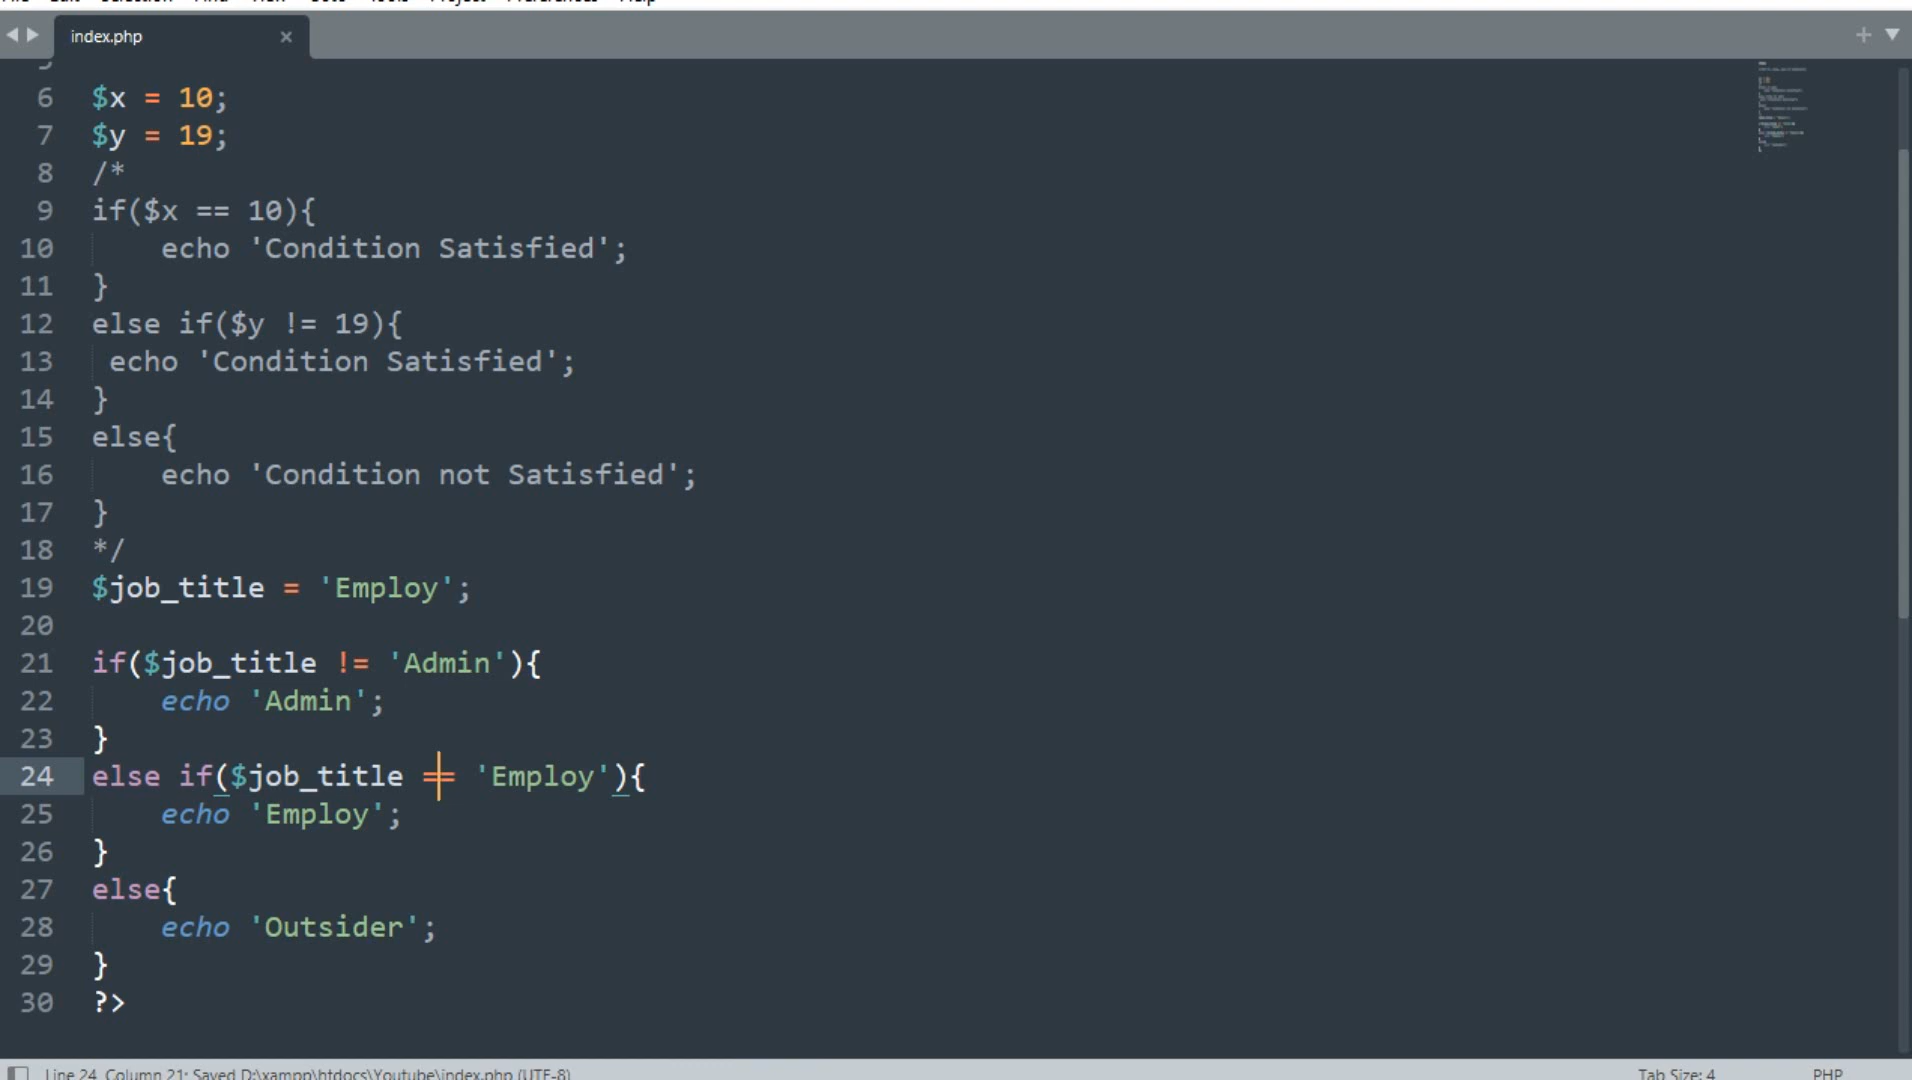 index.php
5
6 $x = 10;
7 $y = 19;
8 /*
9 if($x == 10){
10 echo 'Condition Satisfied';
11 }
12 else if($y != 19){
13 echo 'Condition Satisfied';
14 }
15 else{
16 echo 'Condition not Satisfied';
17 }
18 */
19 $job_title = 'Employ';
20
21 if($job_title != 'Admin'){
22 echo 'Admin';
23 }
24 else if($job_title == 'Employ'){
25 echo 'Employ';
26 }
27 else{
28 echo 'Outsider';
29 }
30 ?>
Line 24, Column 21; Saved D:\xampp\htdocs\Youtube\index.php (UTF-8) Tab Size: 4 PHP